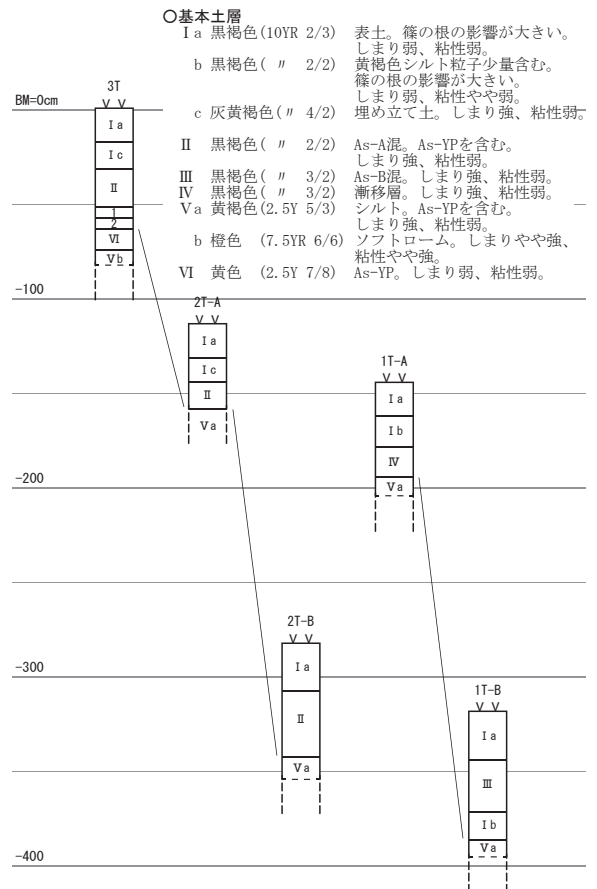 ○基本土層
Ⅰa 黒褐色(10YR 2/3) 表土。篠の根の影響が大きい。
しまり弱、粘性弱。
b 黒褐色( 〃 2/2) 黄褐色シルト粒子少量含む。
篠の根の影響が大きい。
しまり弱、粘性やや弱。
c 灰黄褐色(〃 4/2) 埋め立て土。しまり強、粘性弱。
Ⅱ 黒褐色( 〃 2/2) As-A混。As-YPを含む。
しまり強、粘性弱。
Ⅲ 黒褐色( 〃 3/2) As-B混。しまり強、粘性弱。
Ⅳ 黒褐色( 〃 3/2) 漸移層。しまり強、粘性弱。
Ⅴa 黄褐色(2.5Y 5/3) シルト。As-YPを含む。
しまり強、粘性弱。
b 橙色 (7.5YR 6/6) ソフトローム。しまりやや強、
粘性やや強。
Ⅵ 黄色 (2.5Y 7/8) As-YP。しまり弱、粘性弱。
3T
BM=0cm
Ⅰa
Ⅰc
Ⅱ
1
2
Ⅵ
Ⅴb
-100
2T-A
Ⅰa
Ⅰc
Ⅱ
Ⅴa
1T-A
Ⅰa
Ⅰb
Ⅳ
Ⅴa
-200
2T-B
Ⅰa
Ⅱ
Ⅴa
-300
1T-B
Ⅰa
Ⅲ
Ⅰb
Ⅴa
-400